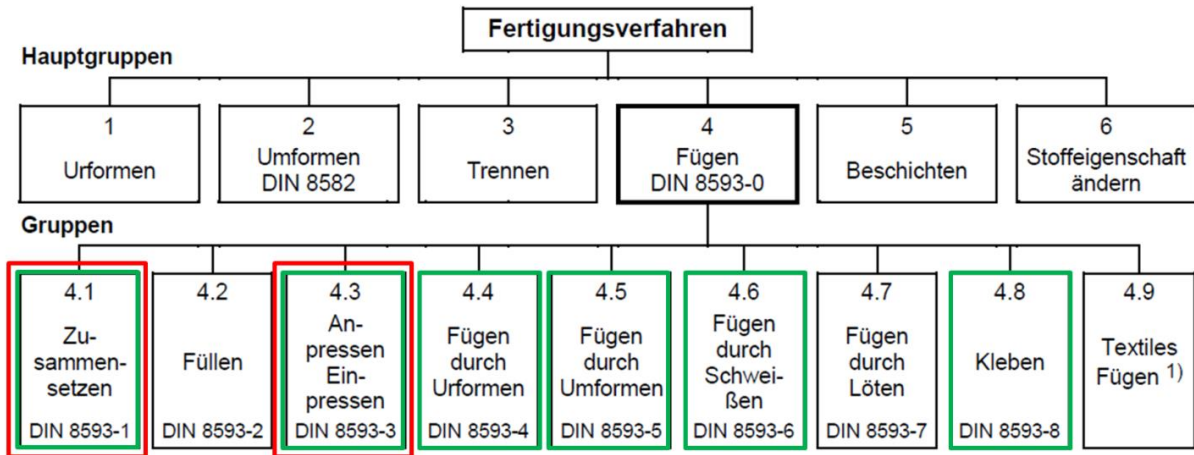 Fertigungsverfahren
Hauptgruppen
1
Urformen
2
Umformen
DIN 8582
3
Trennen
4
Fügen
DIN 8593-0
5
Beschichten
6
Stoffeigenschaft
ändern
Gruppen
4.1
Zu-
sammen-
setzen
DIN 8593-1
4.2
Füllen
DIN 8593-2
4.3
An-
pressen
Ein-
pressen
DIN 8593-3
4.4
Fügen
durch
Urformen
DIN 8593-4
4.5
Fügen
durch
Umformen
DIN 8593-5
4.6
Fügen
durch
Schwei-
ßen
DIN 8593-6
4.7
Fügen
durch
Löten
DIN 8593-7
4.8
Kleben
DIN 8593-8
4.9
Textiles
Fügen 1)